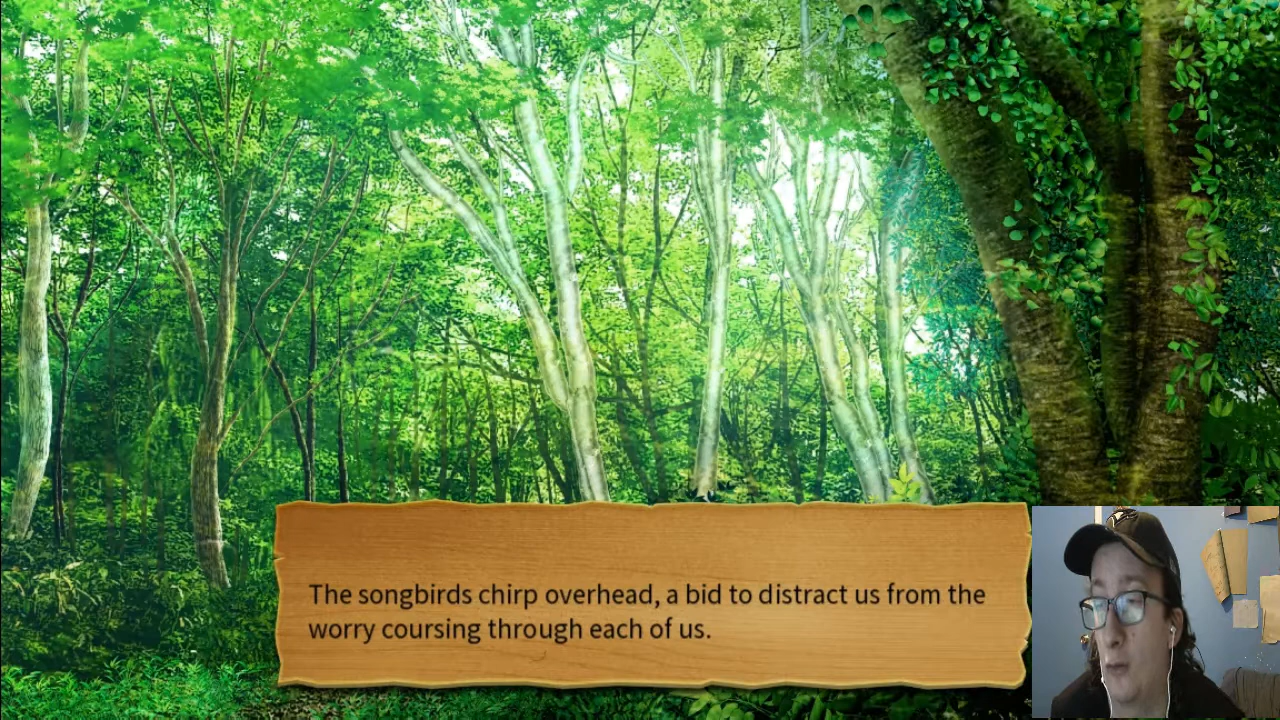 The songbirds chirp overhead, a bid to distract us from the
worry coursing through each of us.